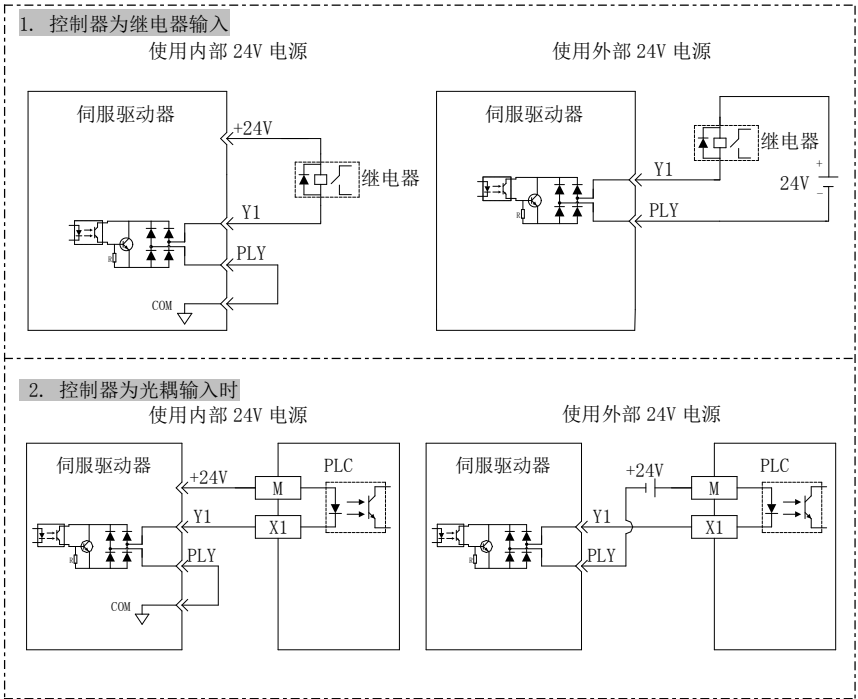 1. 控制器为继电器输入
使用内部 24V 电源
使用外部 24V 电源
伺服驱动器
+24V
继电器
Y1
PLY
COM
R
伺服驱动器
继电器
Y1
+
24V
-
PLY
R
2. 控制器为光耦输入时
使用内部 24V 电源
使用外部 24V 电源
伺服驱动器
+24V
M
PLC
Y1
X1
PLY
R
COM
伺服驱动器
+24V
M
PLC
Y1
X1
PLY
R